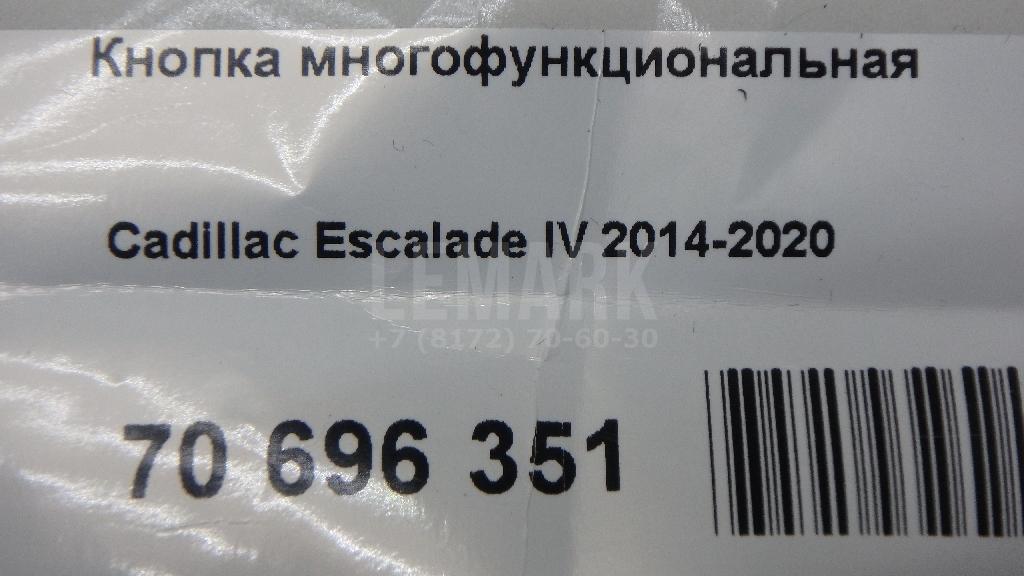 Кнопка многофункциональная
Cadillac Escalade IV 2014-2020
LEMARK
+7 (8172) 70-60-30
70 696 351